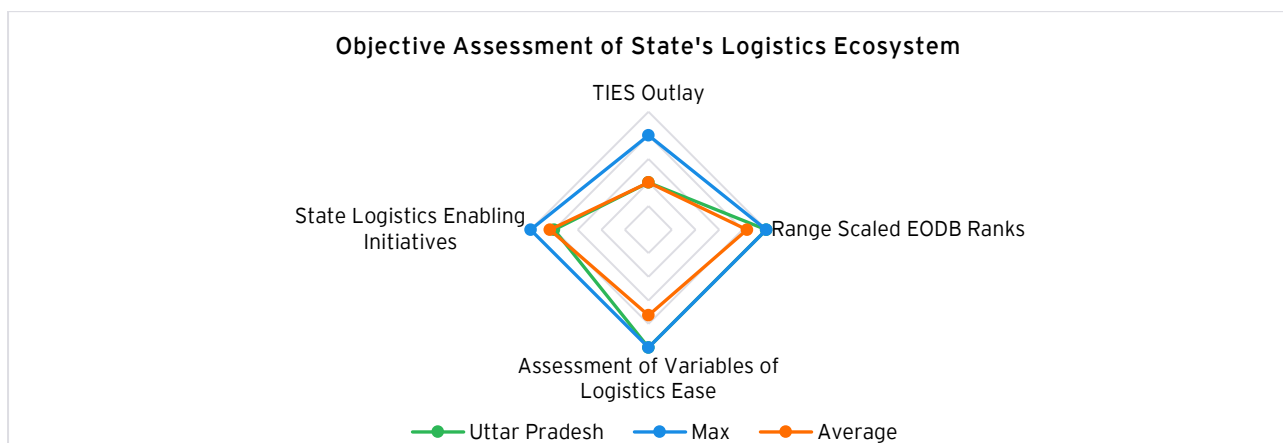 Objective Assessment of State's Logistics Ecosystem
TIES Outlay
State Logistics Enabling
Initiatives
Range Scaled EODB Ranks
Assessment of Variables of
Logistics Ease
Uttar Pradesh
Max
Average